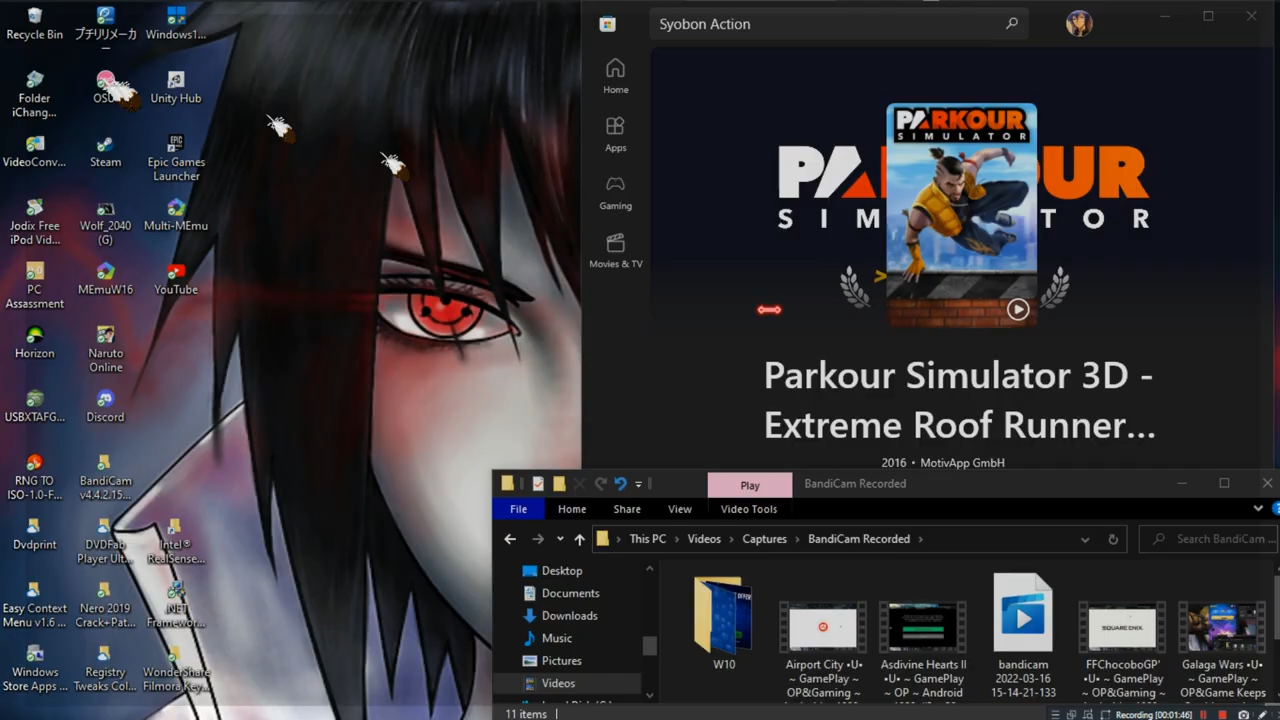 Recycle Bin
プチリリメーカー
Windows1...
Folder
iChang...
OSU
Unity Hub
VideoConv...
Steam
Epic Games
Launcher
Jodix Free
iPod Vid...
Wolf_2040
(G)
Multi-MEmu
PC
Assassment
MEmuW16
YouTube
Horizon
Naruto
Online
USBXTAFG...
Discord
RNG TO
ISO-1.0-F...
BandiCam
v4.4.2.15...
Dvdprint
DVDFab
Player Ult...
Intel®
RealSense...
Easy Context
Menu v1.6 ...
Nero 2019
Crack+Pat...
.NET
Framewor...
Windows
Store Apps ...
Registry
Tweaks Col...
WonderShare
Filmora Key...
Syobon Action
Home
Apps
Gaming
Movies & TV
PARKOUR
SIMULATOR
Parkour Simulator 3D -
Extreme Roof Runner...
2016 • MotivApp GmbH
Play
BandiCam Recorded
File
Home
Share
View
Video Tools
This PC > Videos > Captures > BandiCam Recorded >
Search BandiCam ...
Desktop
Documents
Downloads
Music
Pictures
Videos
W10
Airport City •U•
~ GamePlay ~
OP&Gaming ~
Asdivine Hearts II
•U• ~ GamePlay
~ OP ~ Android
bandicam
2022-03-16
15-14-21-133
FFChocoboGP'
~ GamePlay ~
OP&Gaming ~
Galaga Wars •U•
~ GamePlay ~
OP&Game Keeps
SQUARE ENIX.
11 items
Recording [00:01:46]